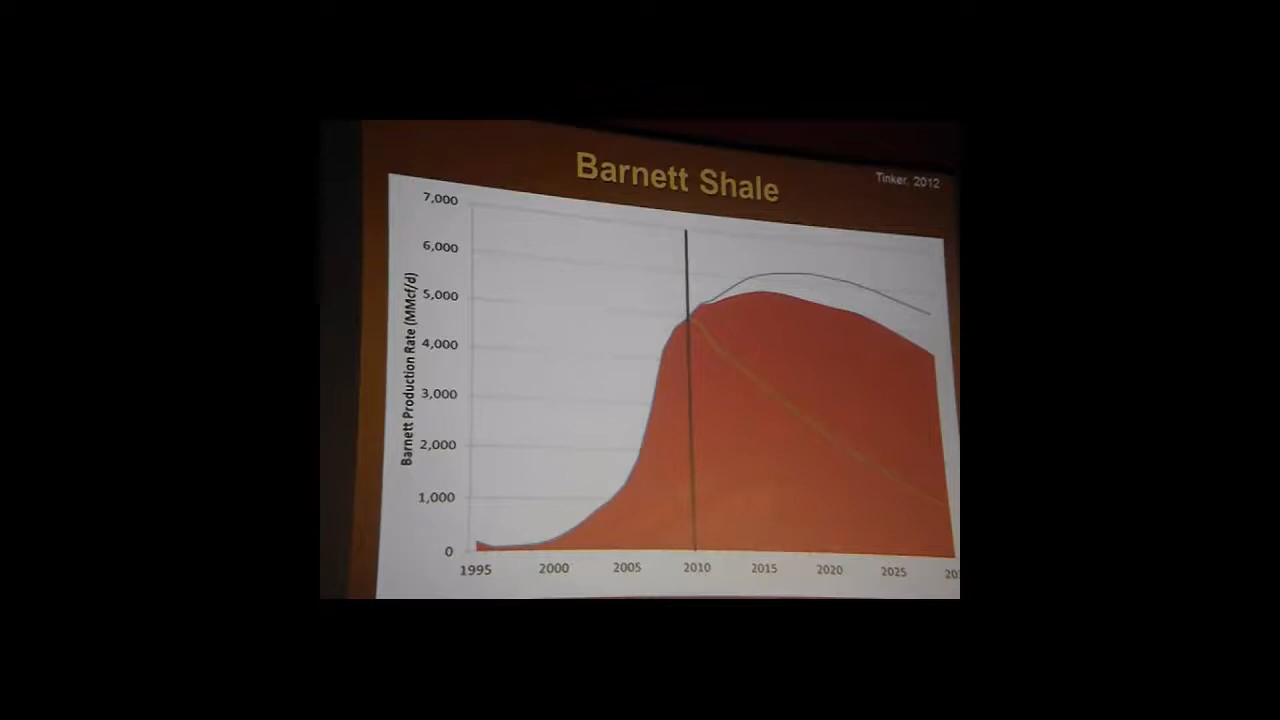 Barnett Shale
Tinker, 2012
7,000
6,000
5,000
4,000
3,000
2,000
1,000
0
Barnett Production Rate (MMcf/d)
1995 2000 2005 2010 2015 2020 2025